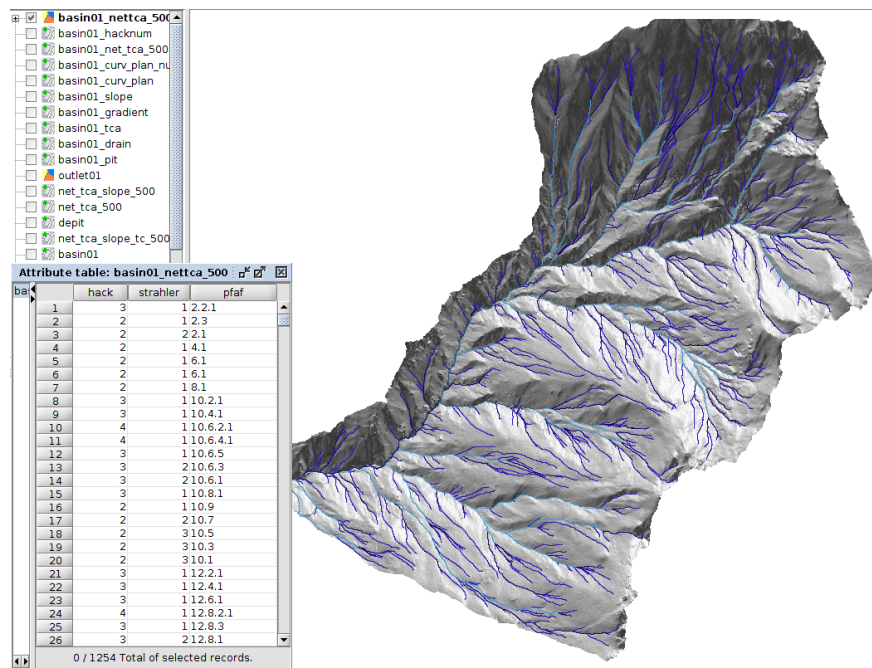 basin01_nettca_500
basin01_hacknum
basin01_net_tca_500
basin01_curv_plan_nu
basin01_curv_plan
basin01_slope
basin01_gradient
basin01_tca
basin01_drain
basin01_pit
outlet01
net_tca_slope_500
net_tca_500
depit
net_tca_slope_tc_500
basin01
Attribute table: basin01_nettca_500
bas
hack strahler pfaf
1 3 1 2.2.1
2 2 1 2.3
3 2 2 2.1
4 2 1 4.1
5 2 1 6.1
6 2 1 6.1
7 2 1 8.1
8 3 1 10.2.1
9 3 1 10.4.1
10 4 1 10.6.2.1
11 4 1 10.6.4.1
12 3 1 10.6.5
13 3 2 10.6.3
14 3 2 10.6.1
15 3 1 10.8.1
16 2 1 10.9
17 2 2 10.7
18 2 3 10.5
19 2 3 10.3
20 2 3 10.1
21 3 1 12.2.1
22 3 1 12.4.1
23 3 1 12.6.1
24 4 1 12.8.2.1
25 3 1 12.8.3
26 3 2 12.8.1
0 / 1254 Total of selected records.